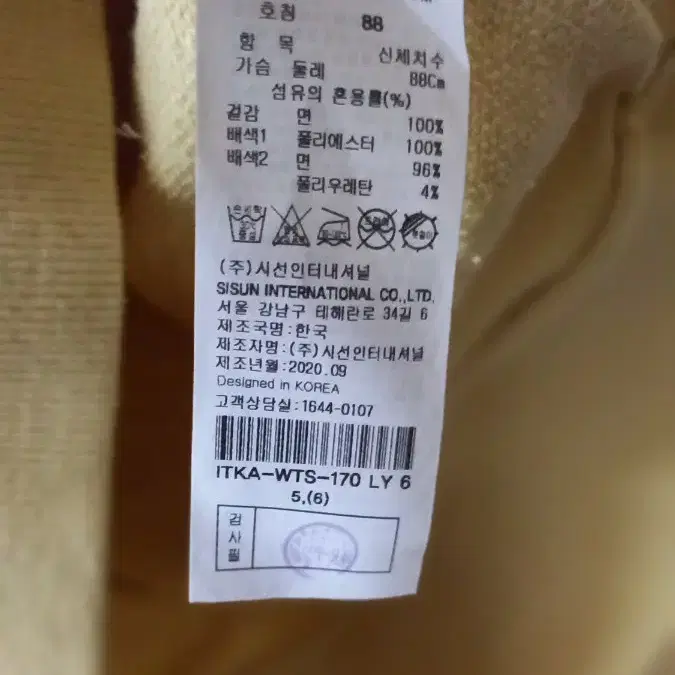 호칭 88
항 목 신체치수
가슴 둘레 88Cm
섬유의 혼용률(%)
겉감 면 100%
배색1 폴리에스터 100%
배색2 면 96%
폴리우레탄 4%
(주)시선인터내셔널
SISUN INTERNATIONAL CO.,LTD.
서울 강남구 테헤란로 34길 6
제조국명:한국
제조자명:(주)시선인터내셔널
제조년월:2020.09
Designed in KOREA
고객상담실:1644-0107
ITKA-WTS-170 LY 6
5.(6)
검사필